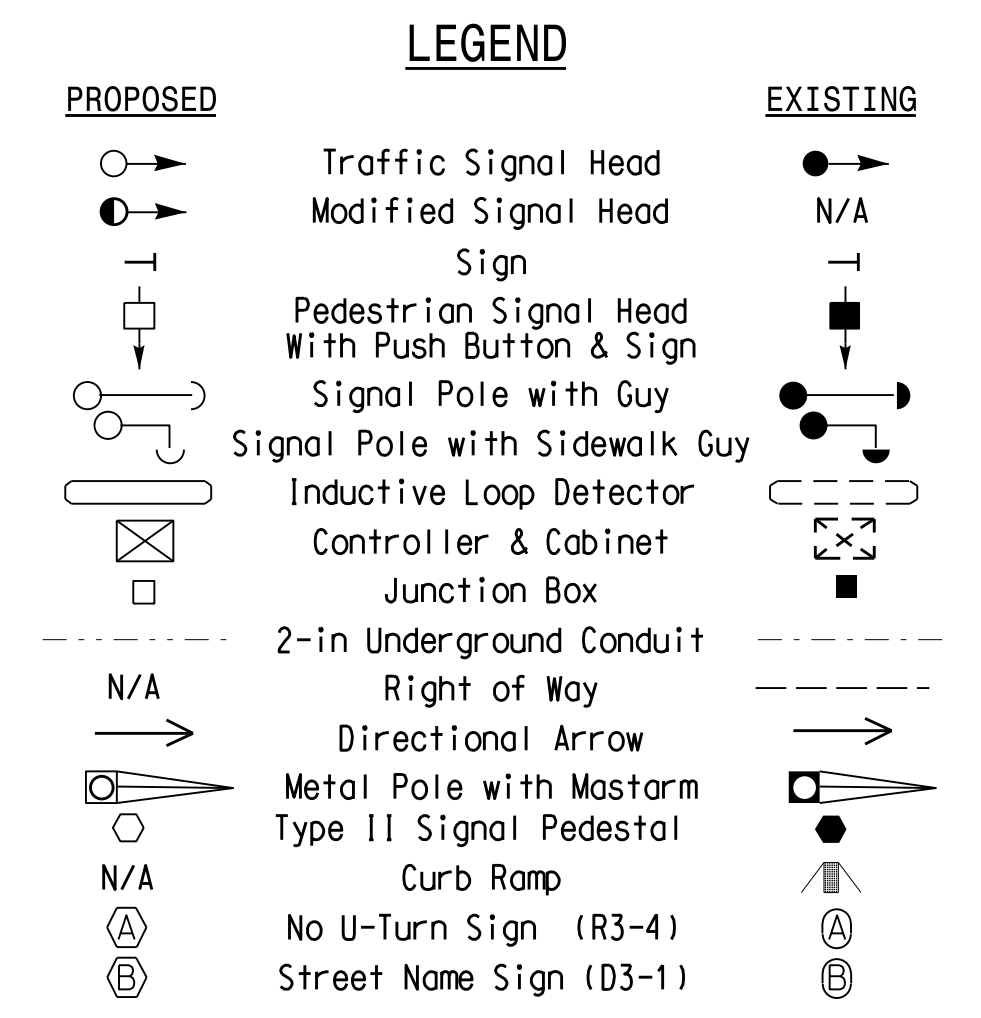 LEGEND
PROPOSED EXISTING
Traffic Signal Head
Modified Signal Head N/A
Sign
Pedestrian Signal Head
With Push Button & Sign
Signal Pole with Guy
Signal Pole with Sidewalk Guy
Inductive Loop Detector
Controller & Cabinet
Junction Box
2-in Underground Conduit
N/A Right of Way
Directional Arrow
Metal Pole with Mastarm
Type II Signal Pedestal
N/A Curb Ramp
A No U-Turn Sign (R3-4) A
B Street Name Sign (D3-1) B